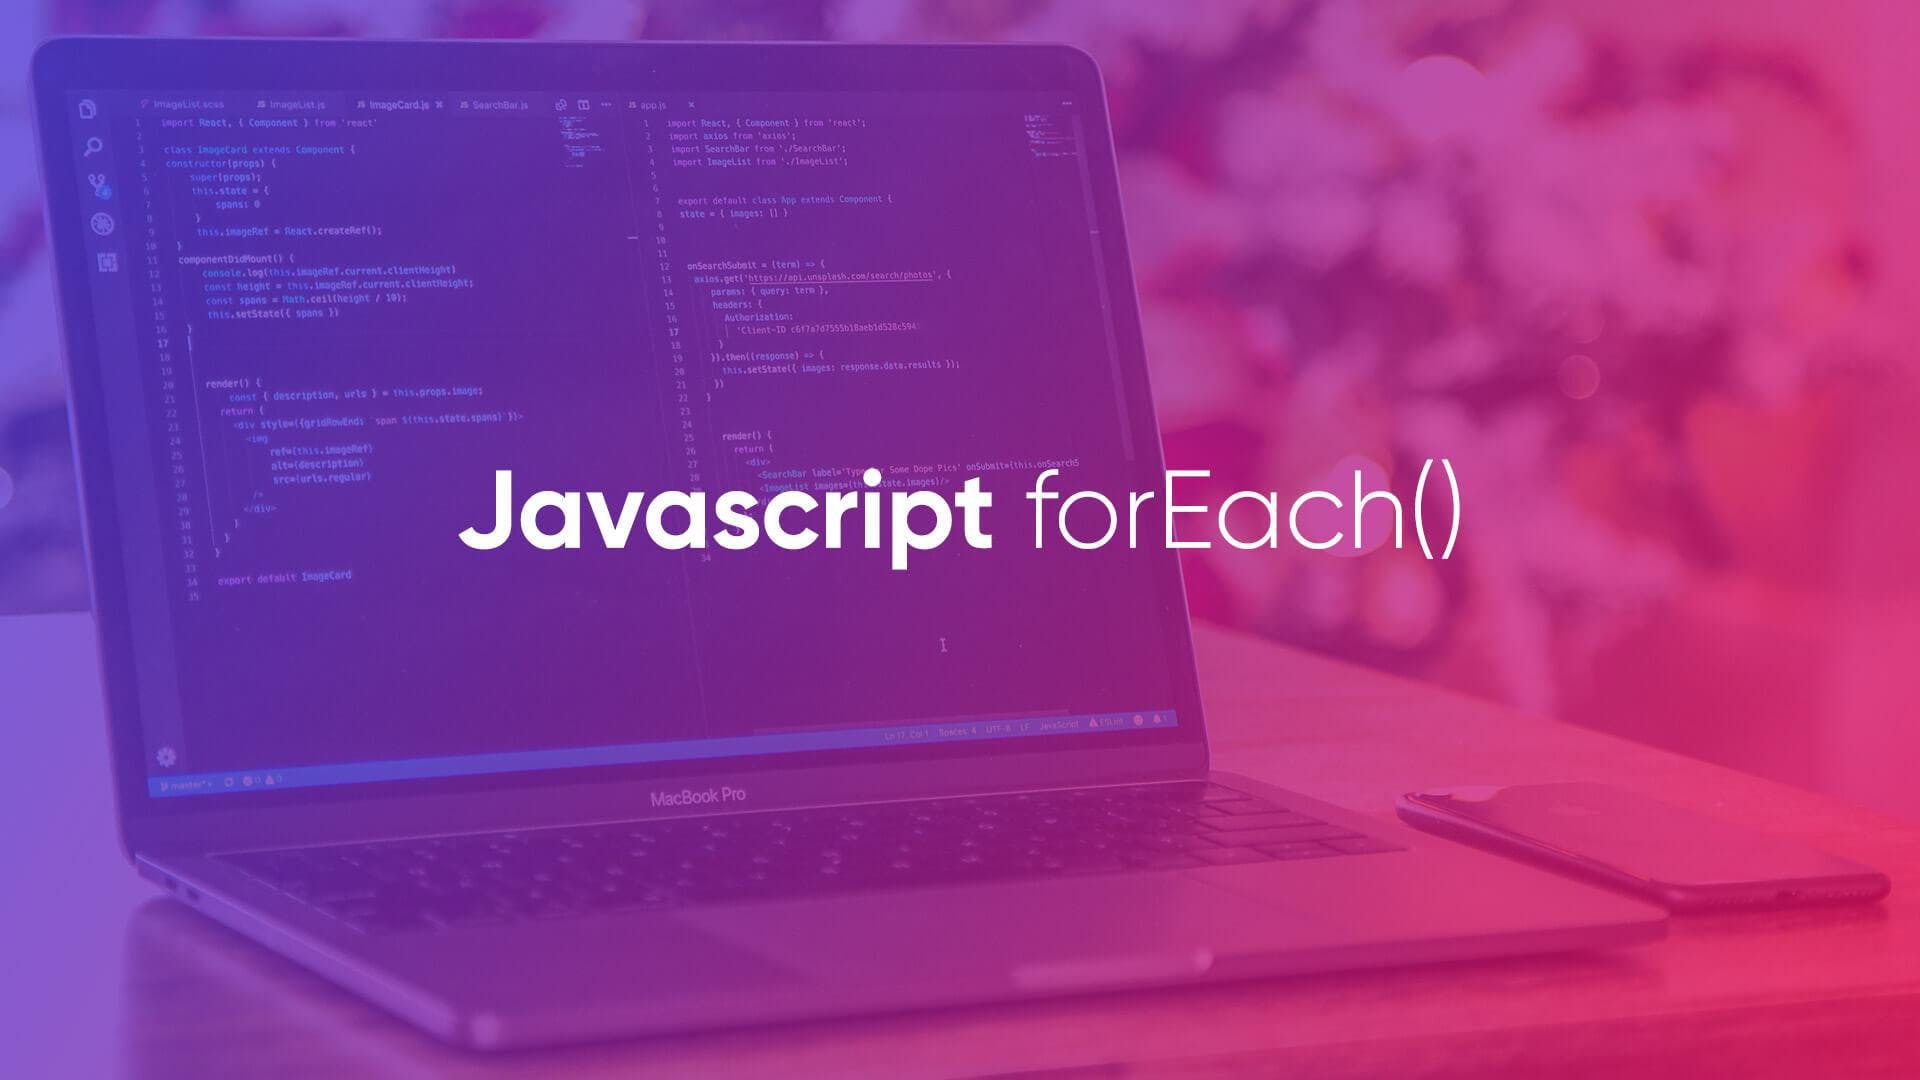 ImageList.scss JS ImageList.js JS ImageCard.js × JS SearchBar.js
1 import React, { Component } from 'react'
2
3 class ImageCard extends Component {
4 constructor(props) {
5 super(props);
6 this.state = {
7 spans: 0
8 }
9 this.imageRef = React.createRef();
10 }
11 componentDidMount() {
12 console.log(this.imageRef.current.clientHeight)
13 const height = this.imageRef.current.clientHeight;
14 const spans = Math.ceil(height / 10);
15 this.setState({ spans })
16 }
17
18
19
20 render() {
21 const { description, urls } = this.props.image;
22 return (
23 <div style={{gridRowEnd: `span ${this.state.spans}`}}>
24 <img
25 ref={this.imageRef}
26 alt={description}
27 src={urls.regular}
28 />
29 </div>
30 )
31 }
32 }
33
34 export default ImageCard
35
JS app.js ×
1 import React, { Component } from 'react';
2 import axios from 'axios';
3 import SearchBar from './SearchBar';
4 import ImageList from './ImageList';
5
6
7 export default class App extends Component {
8 state = { images: [] }
9
10
11
12 onSearchSubmit = (term) => {
13 axios.get('https://api.unsplash.com/search/photos', {
14 params: { query: term },
15 headers: {
16 Authorization:
17 'Client-ID c6f7a7d7555b18aeb1d528c594
18 }
19 }).then((response) => {
20 this.setState({ images: response.data.results });
21 })
22 }
23
24
25 render() {
26 return (
27 <div>
28 <SearchBar label='Type Some Dope Pics' onSubmit={this.onSearchS
<ImageList images={this.state.images}/>
34
Javascript forEach()
Ln 17, Col 1 Spaces: 4 UTF-8 LF JavaScript ESLint 1
master* 0 0
MacBook Pro